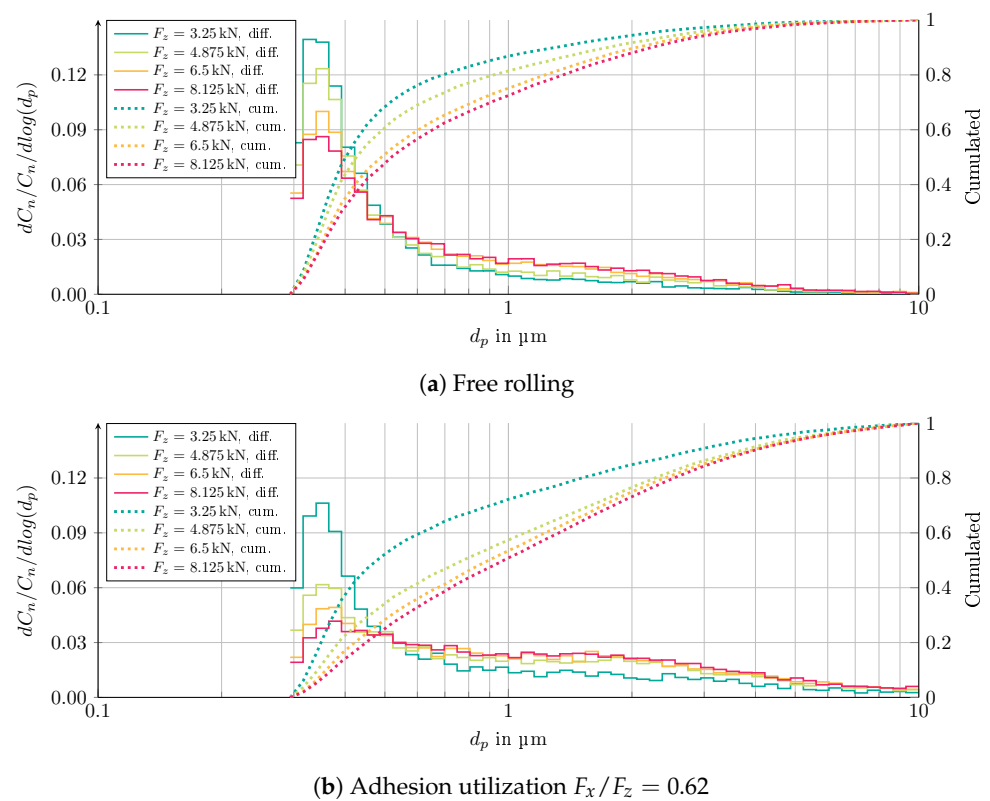 F_z = 3.25 kN, diff.
F_z = 4.875 kN, diff.
F_z = 6.5 kN, diff.
F_z = 8.125 kN, diff.
F_z = 3.25 kN, cum.
F_z = 4.875 kN, cum.
F_z = 6.5 kN, cum.
F_z = 8.125 kN, cum.
dC_n/C_n/dlog(d_p)
0.12
0.09
0.06
0.03
0.00
1
0.8
0.6
0.4
0.2
0
Cumulated
0.1 1 10
d_p in µm
(a) Free rolling
F_z = 3.25 kN, diff.
F_z = 4.875 kN, diff.
F_z = 6.5 kN, diff.
F_z = 8.125 kN, diff.
F_z = 3.25 kN, cum.
F_z = 4.875 kN, cum.
F_z = 6.5 kN, cum.
F_z = 8.125 kN, cum.
dC_n/C_n/dlog(d_p)
0.12
0.09
0.06
0.03
0.00
1
0.8
0.6
0.4
0.2
0
Cumulated
0.1 1 10
d_p in µm
(b) Adhesion utilization F_x/F_z = 0.62